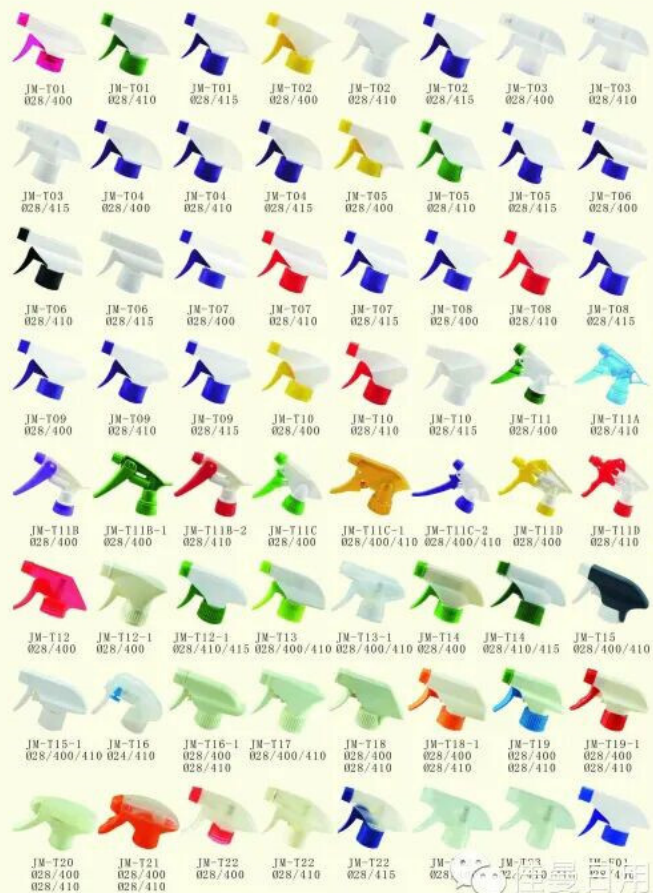 JM-T01 JM-T01 JM-T01 JM-T02 JM-T02 JM-T02 JM-T03 JM-T03
Ø28/400 Ø28/410 Ø28/415 Ø28/400 Ø28/410 Ø28/415 Ø28/400 Ø28/410
JM-T03 JM-T04 JM-T04 JM-T04 JM-T05 JM-T05 JM-T05 JM-T06
Ø28/415 Ø28/400 Ø28/410 Ø28/415 Ø28/400 Ø28/410 Ø28/415 Ø28/400
JM-T06 JM-T06 JM-T07 JM-T07 JM-T07 JM-T08 JM-T08 JM-T08
Ø28/410 Ø28/415 Ø28/400 Ø28/410 Ø28/415 Ø28/400 Ø28/410 Ø28/415
JM-T09 JM-T09 JM-T09 JM-T10 JM-T10 JM-T10 JM-T11 JM-T11A
Ø28/400 Ø28/410 Ø28/415 Ø28/400 Ø28/410 Ø28/415 Ø28/400 Ø28/410
JM-T11B JM-T11B-1 JM-T11B-2 JM-T11C JM-T11C-1 JM-T11C-2 JM-T11D JM-T11D
Ø28/400 Ø28/400 Ø28/410 Ø28/400 Ø28/400/410 Ø28/400/410 Ø28/400 Ø28/410
JM-T12 JM-T12-1 JM-T12-1 JM-T13 JM-T13-1 JM-T14 JM-T14 JM-T15
Ø28/400 Ø28/400 Ø28/410/415 Ø28/400/410 Ø28/400/410 Ø28/400 Ø28/410/415 Ø28/400/410
JM-T15-1 JM-T16 JM-T16-1 JM-T17 JM-T18 JM-T18-1 JM-T19 JM-T19-1
Ø28/400/410 Ø24/410 Ø28/400 Ø28/400/410 Ø28/400 Ø28/400 Ø28/400 Ø28/400
Ø28/410 Ø28/410 Ø28/410 Ø28/410 Ø28/410
JM-T20 JM-T21 JM-T22 JM-T22 JM-T22
Ø28/400 Ø28/400 Ø28/400 Ø28/410 Ø28/415
Ø28/410 Ø28/410